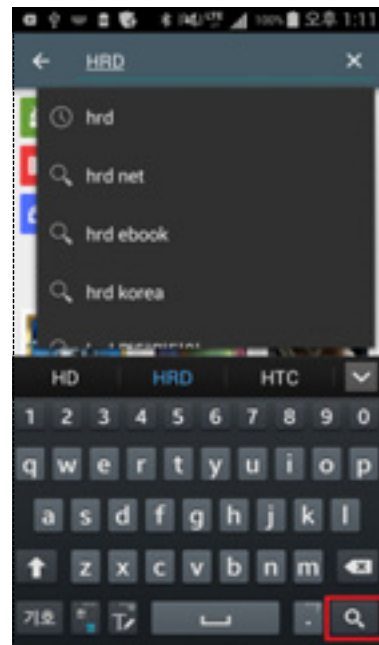 100% 오후 1:11
HRD
hrd
hrd net
hrd ebook
hrd korea
HD HRD HTC
1 2 3 4 5 6 7 8 9 0
q w e r t y u i o p
a s d f g h j k l
z x c v b n m
기호 .